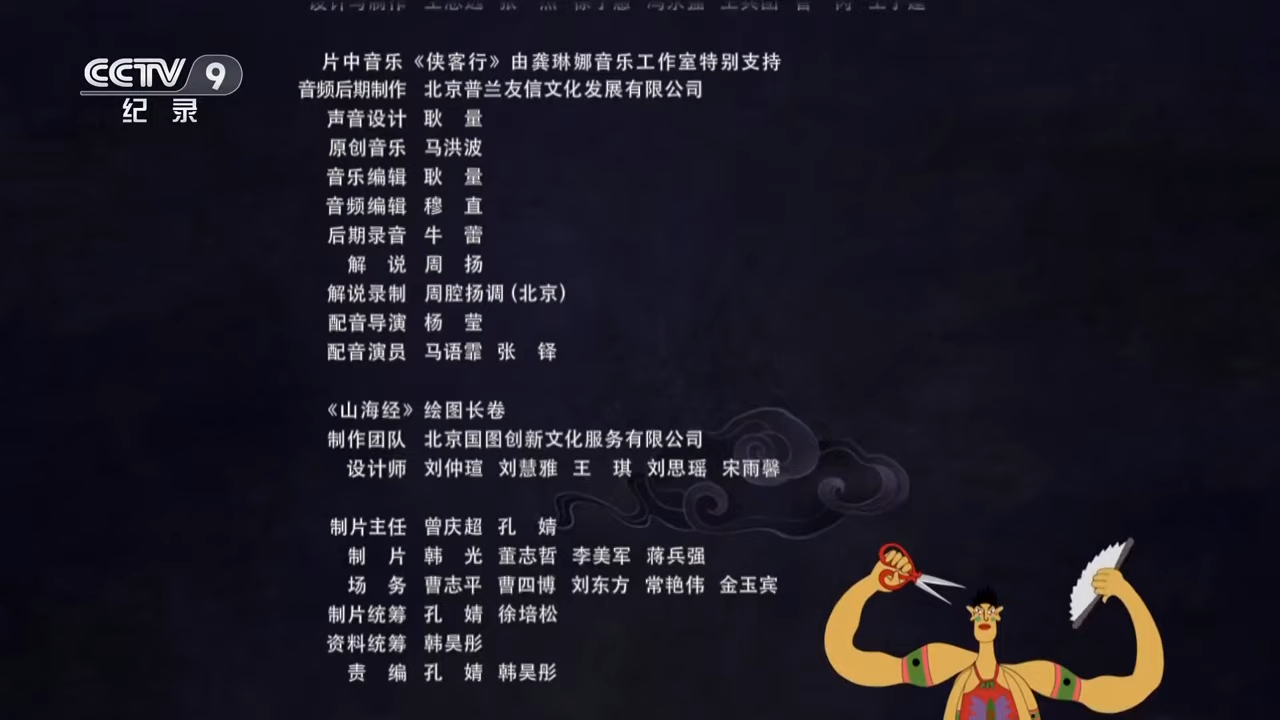 片中音乐《侠客行》由龚琳娜音乐工作室特别支持
CCTV 9
纪 录
音频后期制作 北京普兰友信文化发展有限公司
声音设计 耿 量
原创音乐 马洪波
音乐编辑 耿 量
音频编辑 穆 直
后期录音 牛 蕾
解 说 周 扬
解说录制 周腔扬调(北京)
配音导演 杨 莹
配音演员 马语霏 张 铎
《山海经》绘图长卷
制作团队 北京国图创新文化服务有限公司
设计师 刘仲瑄 刘慧雅 王 琪 刘思瑶 宋雨馨
制片主任 曾庆超 孔 婧
制 片 韩 光 董志哲 李美军 蒋兵强
场 务 曹志平 曹四博 刘东方 常艳伟 金玉宾
制片统筹 孔 婧 徐培松
资料统筹 韩昊彤
责 编 孔 婧 韩昊彤